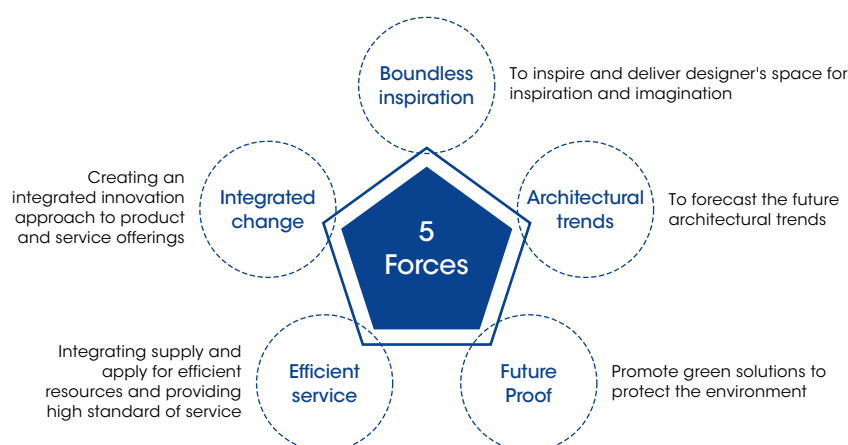 Boundless
inspiration
To inspire and deliver designer's space for
inspiration and imagination
Creating an
integrated innovation
approach to product
and service offerings
Integrated
change
5
Forces
Architectural
trends
To forecast the future
architectural trends
Integrating supply and
apply for efficient
resources and providing
high standard of service
Efficient
service
Future
Proof
Promote green solutions to
protect the environment